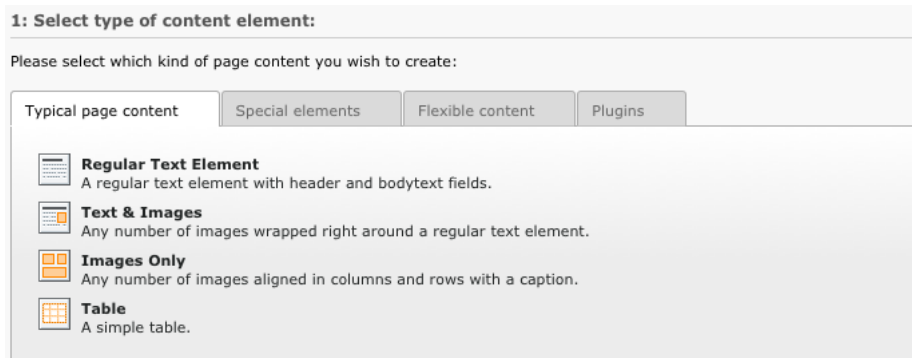 1: Select type of content element:
Please select which kind of page content you wish to create:
Typical page content Special elements Flexible content Plugins
Regular Text Element
A regular text element with header and bodytext fields.
Text & Images
Any number of images wrapped right around a regular text element.
Images Only
Any number of images aligned in columns and rows with a caption.
Table
A simple table.